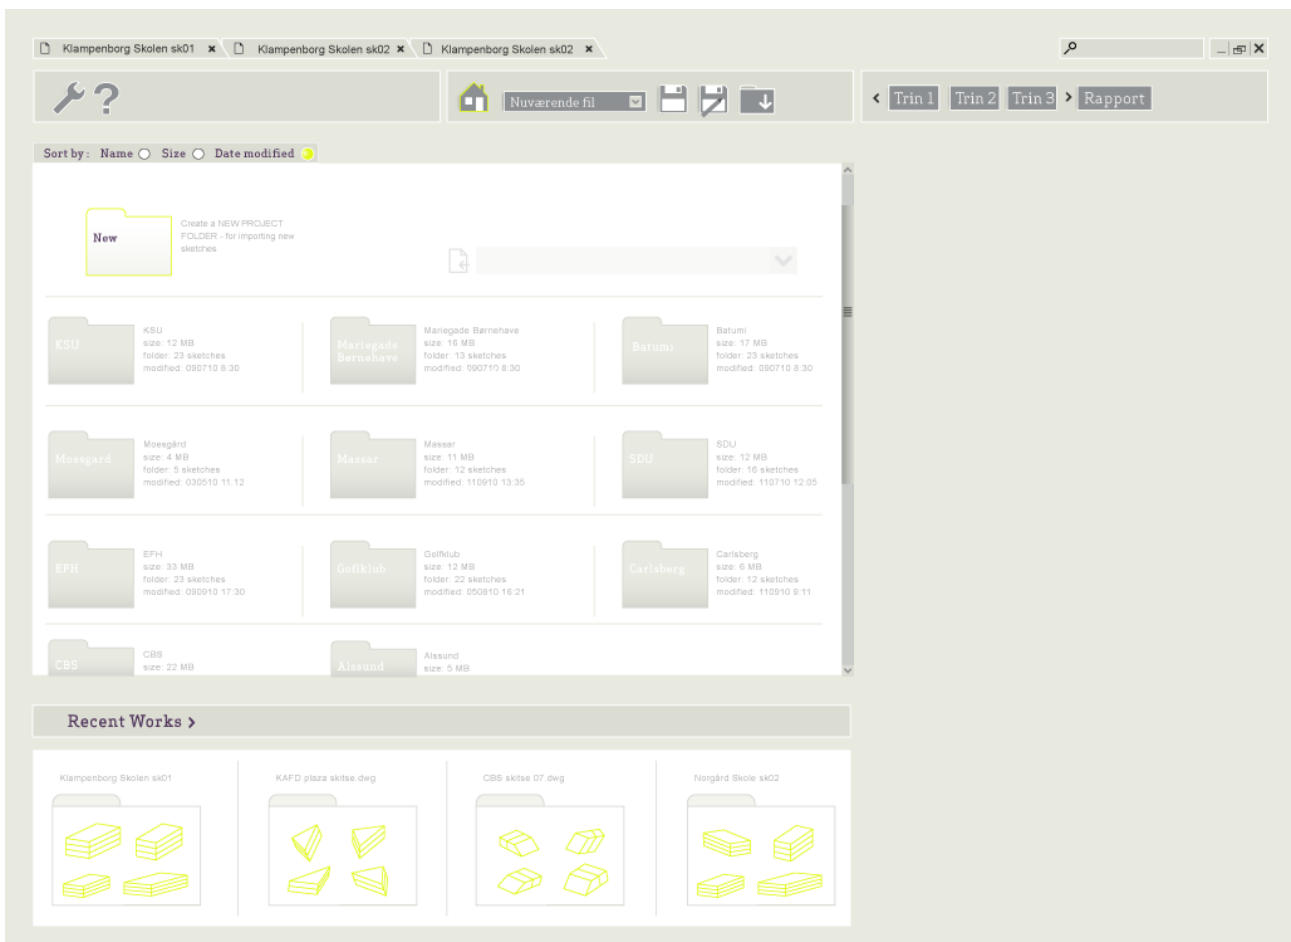 Klampenborg Skolen sk01
Klampenborg Skolen sk02
Klampenborg Skolen sk02
Nuværende fil
Trin 1
Trin 2
Trin 3
Rapport
Sort by: Name Size Date modified
New
Create a NEW PROJECT
FOLDER - for importing new
sketches
KSU
KSU
size: 12 MB
folder: 23 sketches
modified: 090710 8:30
Mariegade
Børnehave
Mariegade Børnehave
size: 16 MB
folder: 13 sketches
modified: 090710 8:30
Batumi
Batumi
size: 17 MB
folder: 23 sketches
modified: 090710 8:30
Moesgard
Moesgård
size: 4 MB
folder: 5 sketches
modified: 030510 11.12
Massar
Massar
size: 11 MB
folder: 12 sketches
modified: 110910 13:35
SDU
SDU
size: 12 MB
folder: 16 sketches
modified: 110710 12:05
EFH
EFH
size: 33 MB
folder: 23 sketches
modified: 090910 17:30
Goflklub
Golfklub
size: 12 MB
folder: 22 sketches
modified: 050810 16:21
Carlsberg
Carlsberg
size: 6 MB
folder: 12 sketches
modified: 110910 9:11
CBS
CBS
size: 22 MB
Alssund
Alssund
size: 5 MB
Recent Works >
Klampenborg Skolen sk01
KAFD plaza skitse.dwg
CBS skitse 07.dwg
Norgård Skole sk02